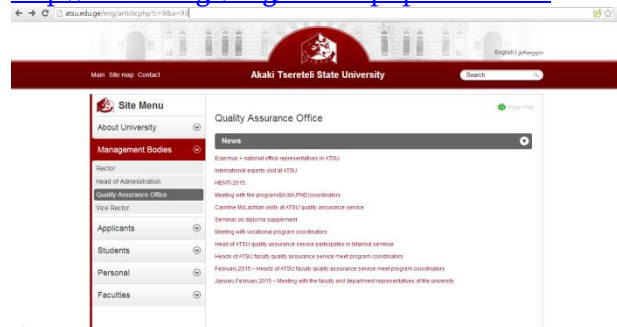 atsu.edu.ge/eng/article.php?c=9&a=93
English | ქართული
Main Site map Contact
Akaki Tsereteli State University
Search
Site Menu
About University
Management Bodies
Rector
Head of Administration
Quality Assurance Office
Vice Rector
Applicants
Students
Personal
Faculties
Page Print
Quality Assurance Office
News
Erasmus + national office representatives in ATSU
International experts visit at ATSU
HENTI 2015
Meeting with the program(BA,MA,PHD)coordinators
Caroline McLachlan visits at ATSU quality assurance service
Seminar on diploma supplement
Meeting with vocational program coordinators
Head of ATSU quality assurance service participates in Istanbul seminar
Heads of ATSU faculty quality assurance service meet program coordinators
February,2015 – Heads of ATSU faculty quality assurance service meet program coordinators
January,February,2015 – Meeting with the faculty and department representatives of the university